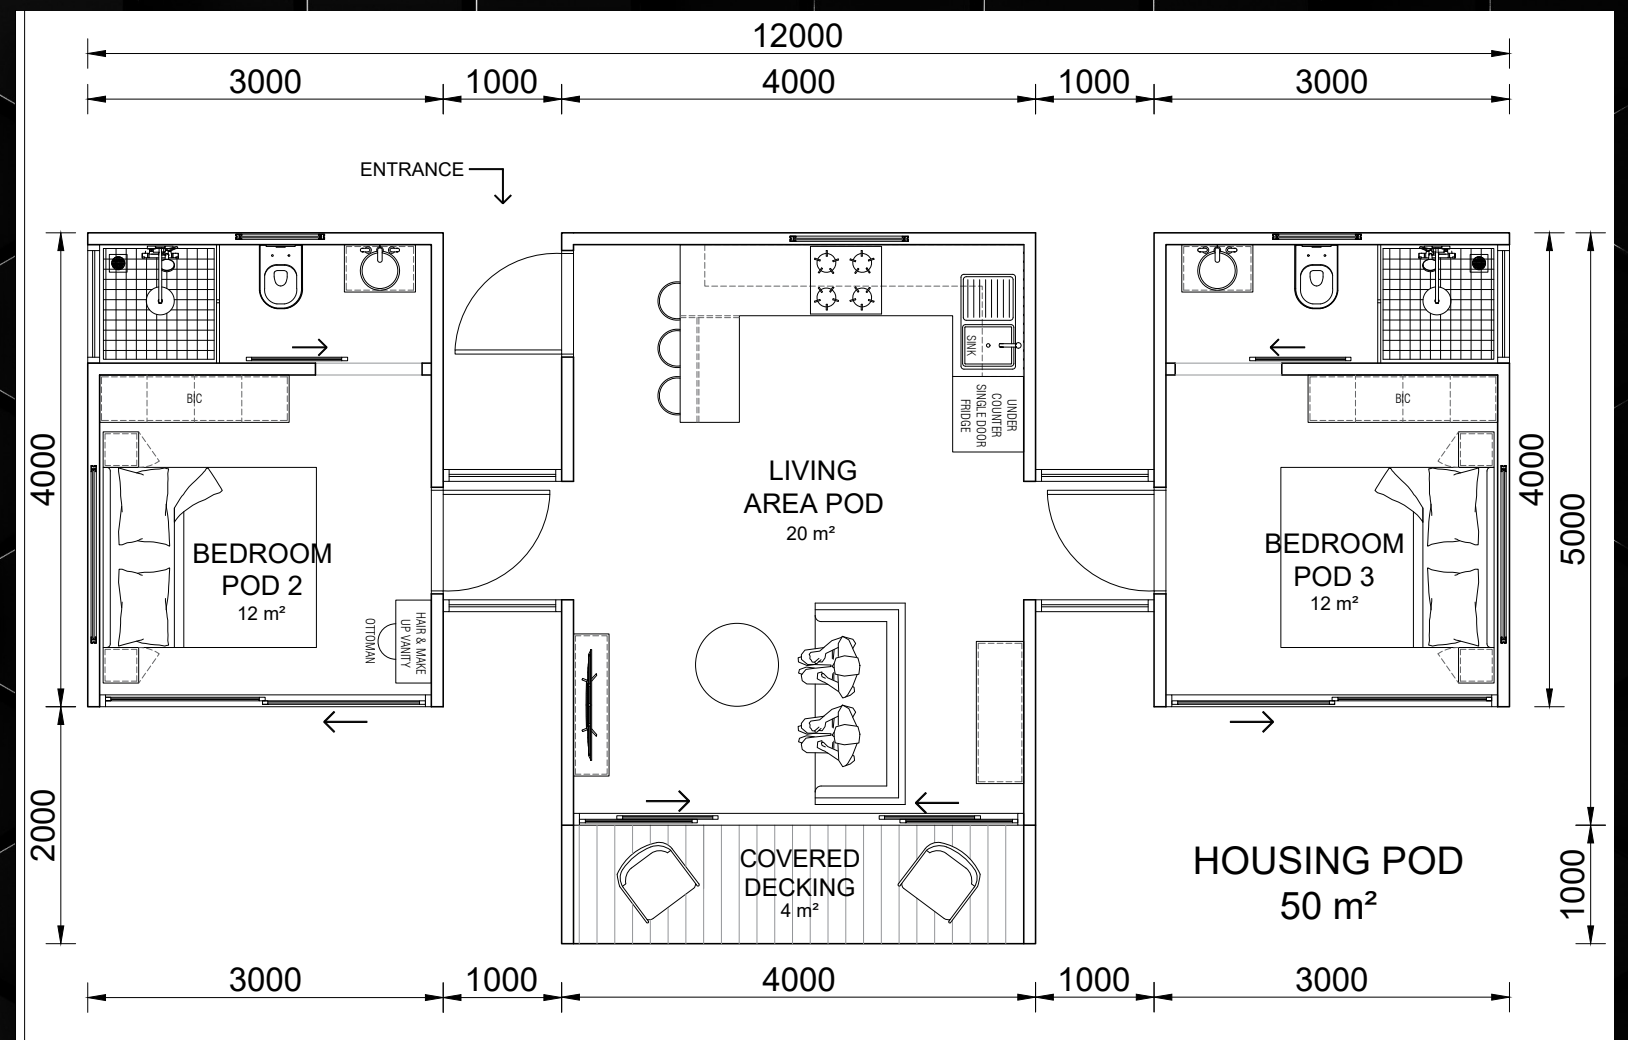 12000
3000 1000 4000 1000 3000
ENTRANCE
SINK
UNDER
COUNTER
SINGLE DOOR
FRIDGE
B|C
B|C
4000
LIVING
AREA POD
20 m²
4000
5000
BEDROOM
POD 2
12 m²
BEDROOM
POD 3
12 m²
HAIR & MAKE
UP VANITY
OTTOMAN
2000
COVERED
DECKING
4 m²
HOUSING POD
50 m²
1000
3000 1000 4000 1000 3000